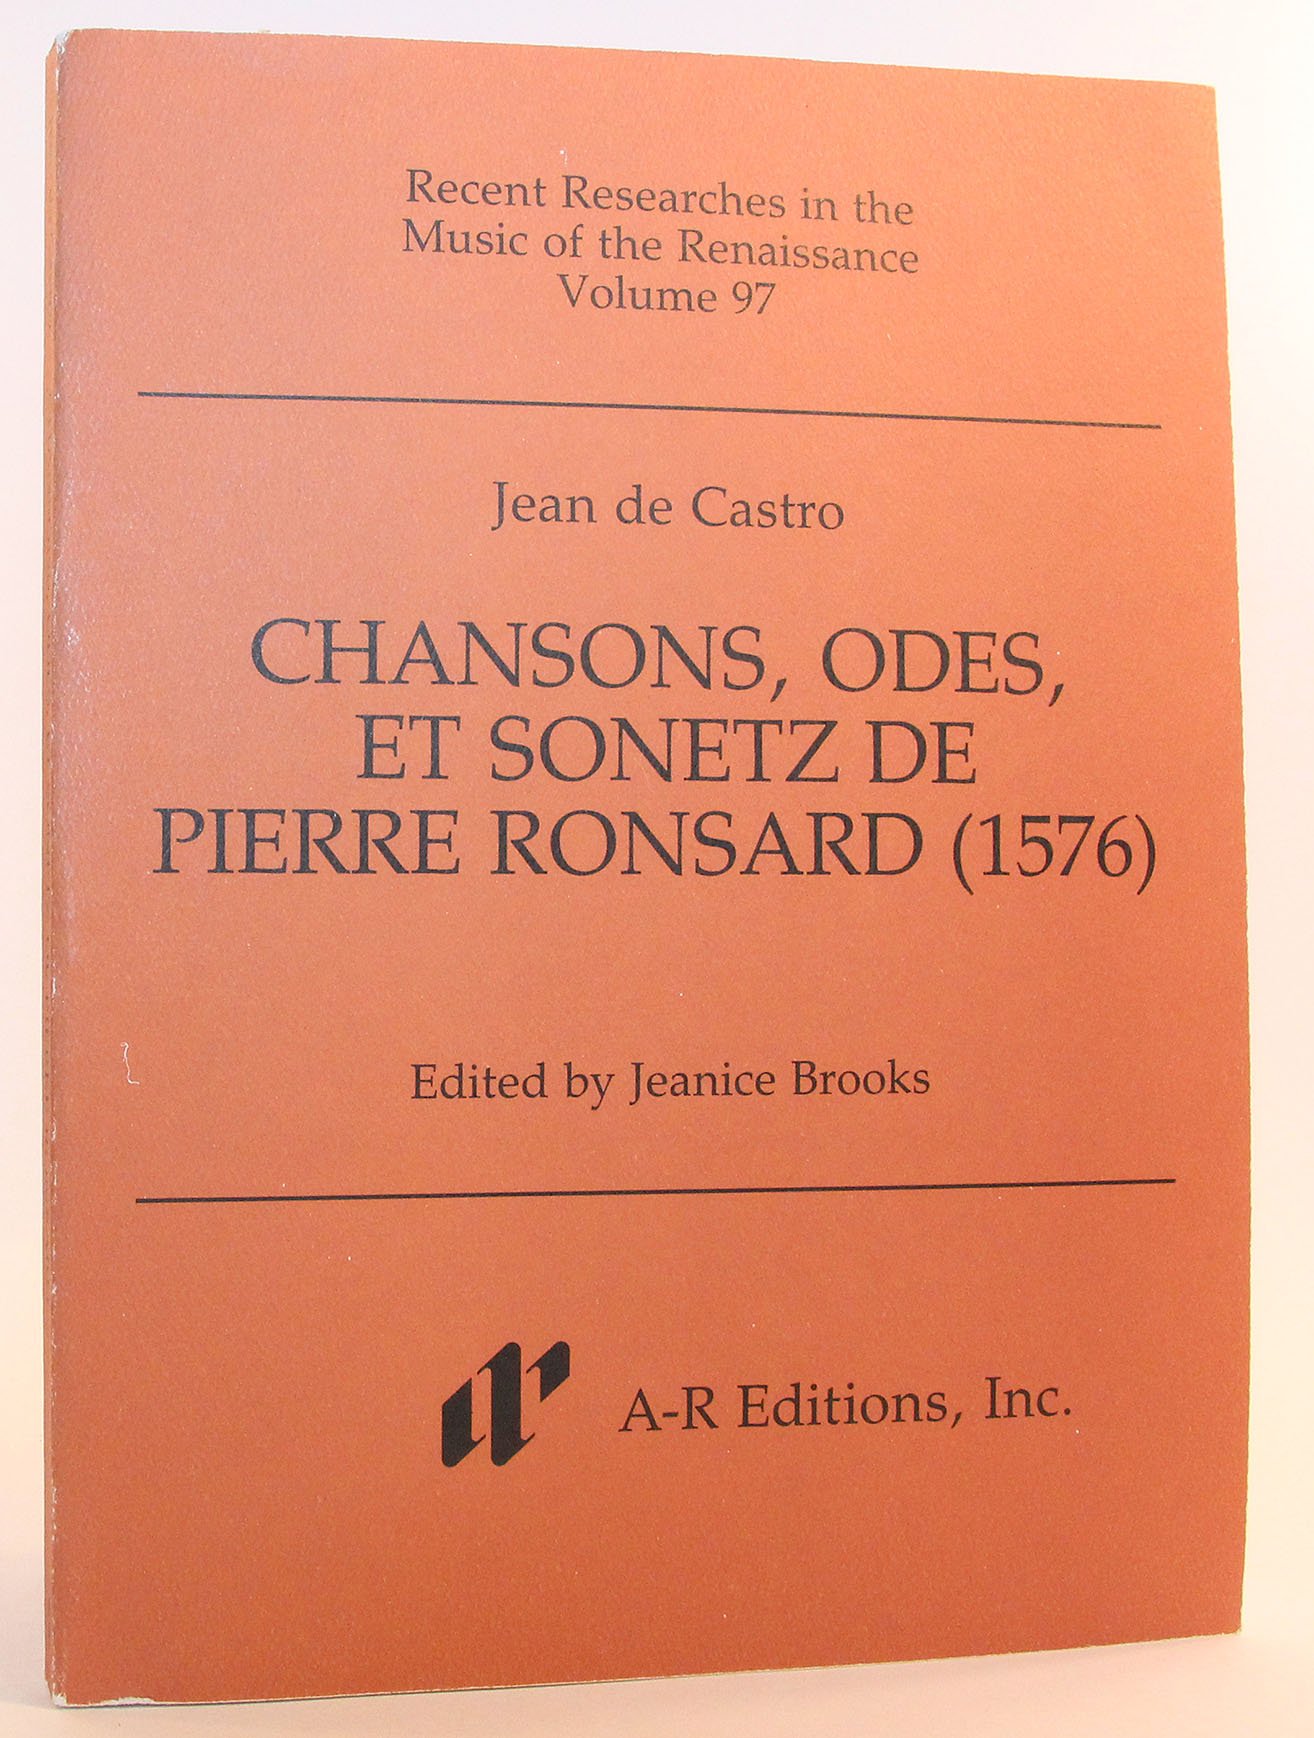 Recent Researches in the
Music of the Renaissance
Volume 97
Jean de Castro
CHANSONS, ODES,
ET SONETZ DE
PIERRE RONSARD (1576)
Edited by Jeanice Brooks
A-R Editions, Inc.